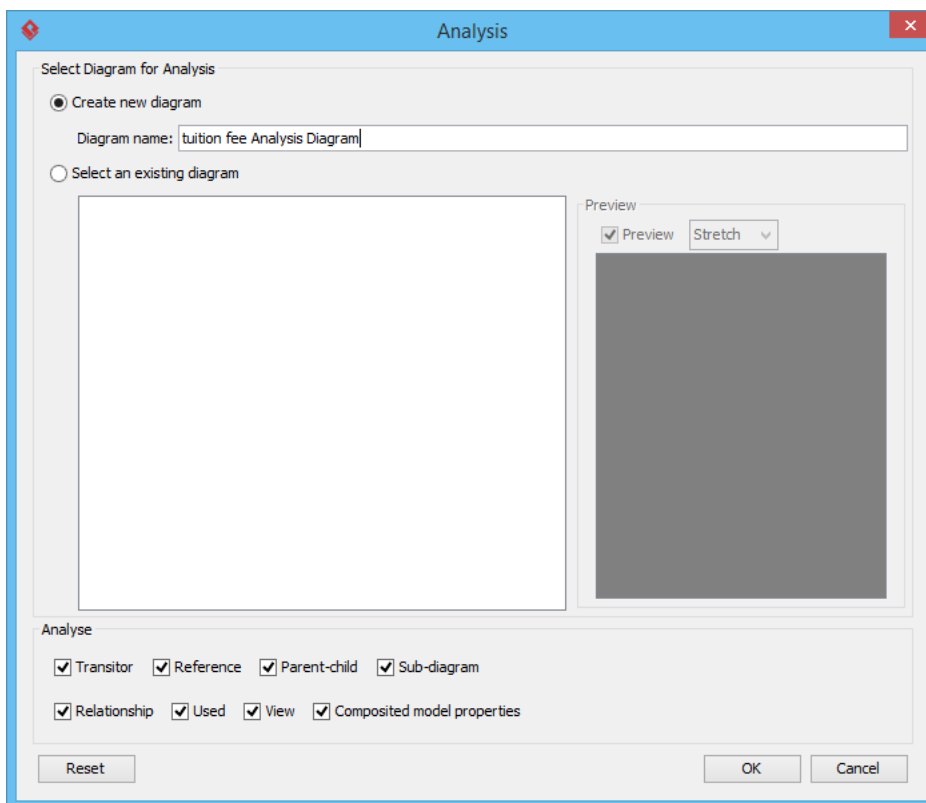 Analysis
Select Diagram for Analysis
Create new diagram
Diagram name: tuition fee Analysis Diagram
Select an existing diagram
Preview
Preview Stretch
Analyse
Transitor Reference Parent-child Sub-diagram
Relationship Used View Composited model properties
Reset OK Cancel